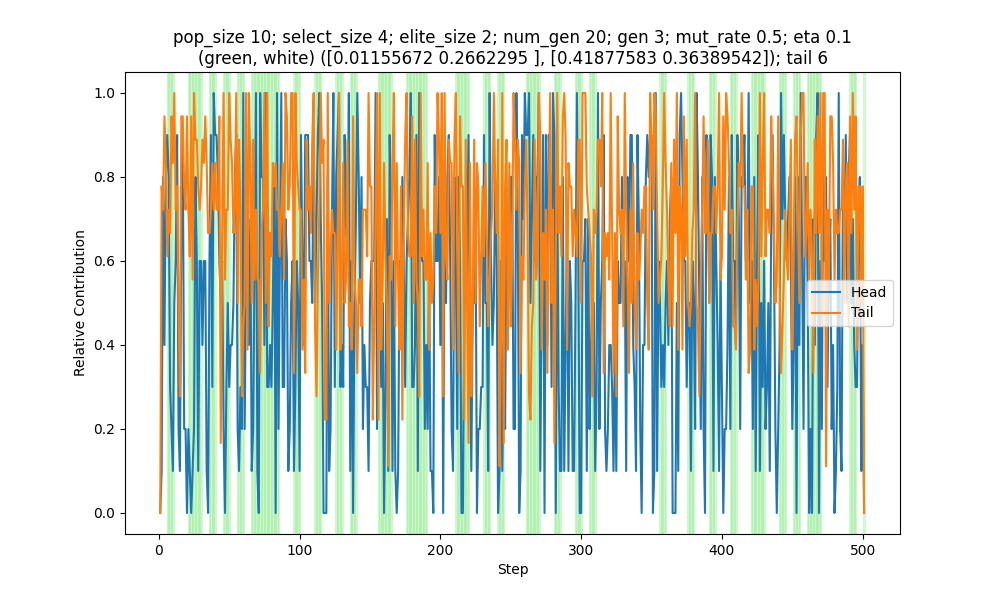 pop_size 10; select_size 4; elite_size 2; num_gen 20; gen 3; mut_rate 0.5; eta 0.1
(green, white) ([0.01155672 0.2662295 ], [0.41877583 0.36389542]); tail 6
1.0
0.8
0.6
0.4
0.2
0.0
Relative Contribution
Head
Tail
0
100
200
300
400
500
Step